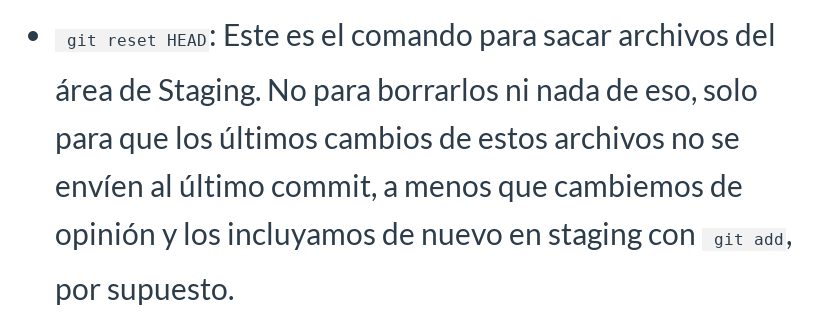 • git reset HEAD: Este es el comando para sacar archivos del
área de Staging. No para borrarlos ni nada de eso, solo
para que los últimos cambios de estos archivos no se
envíen al último commit, a menos que cambiemos de
opinión y los incluyamos de nuevo en staging con git add,
por supuesto.